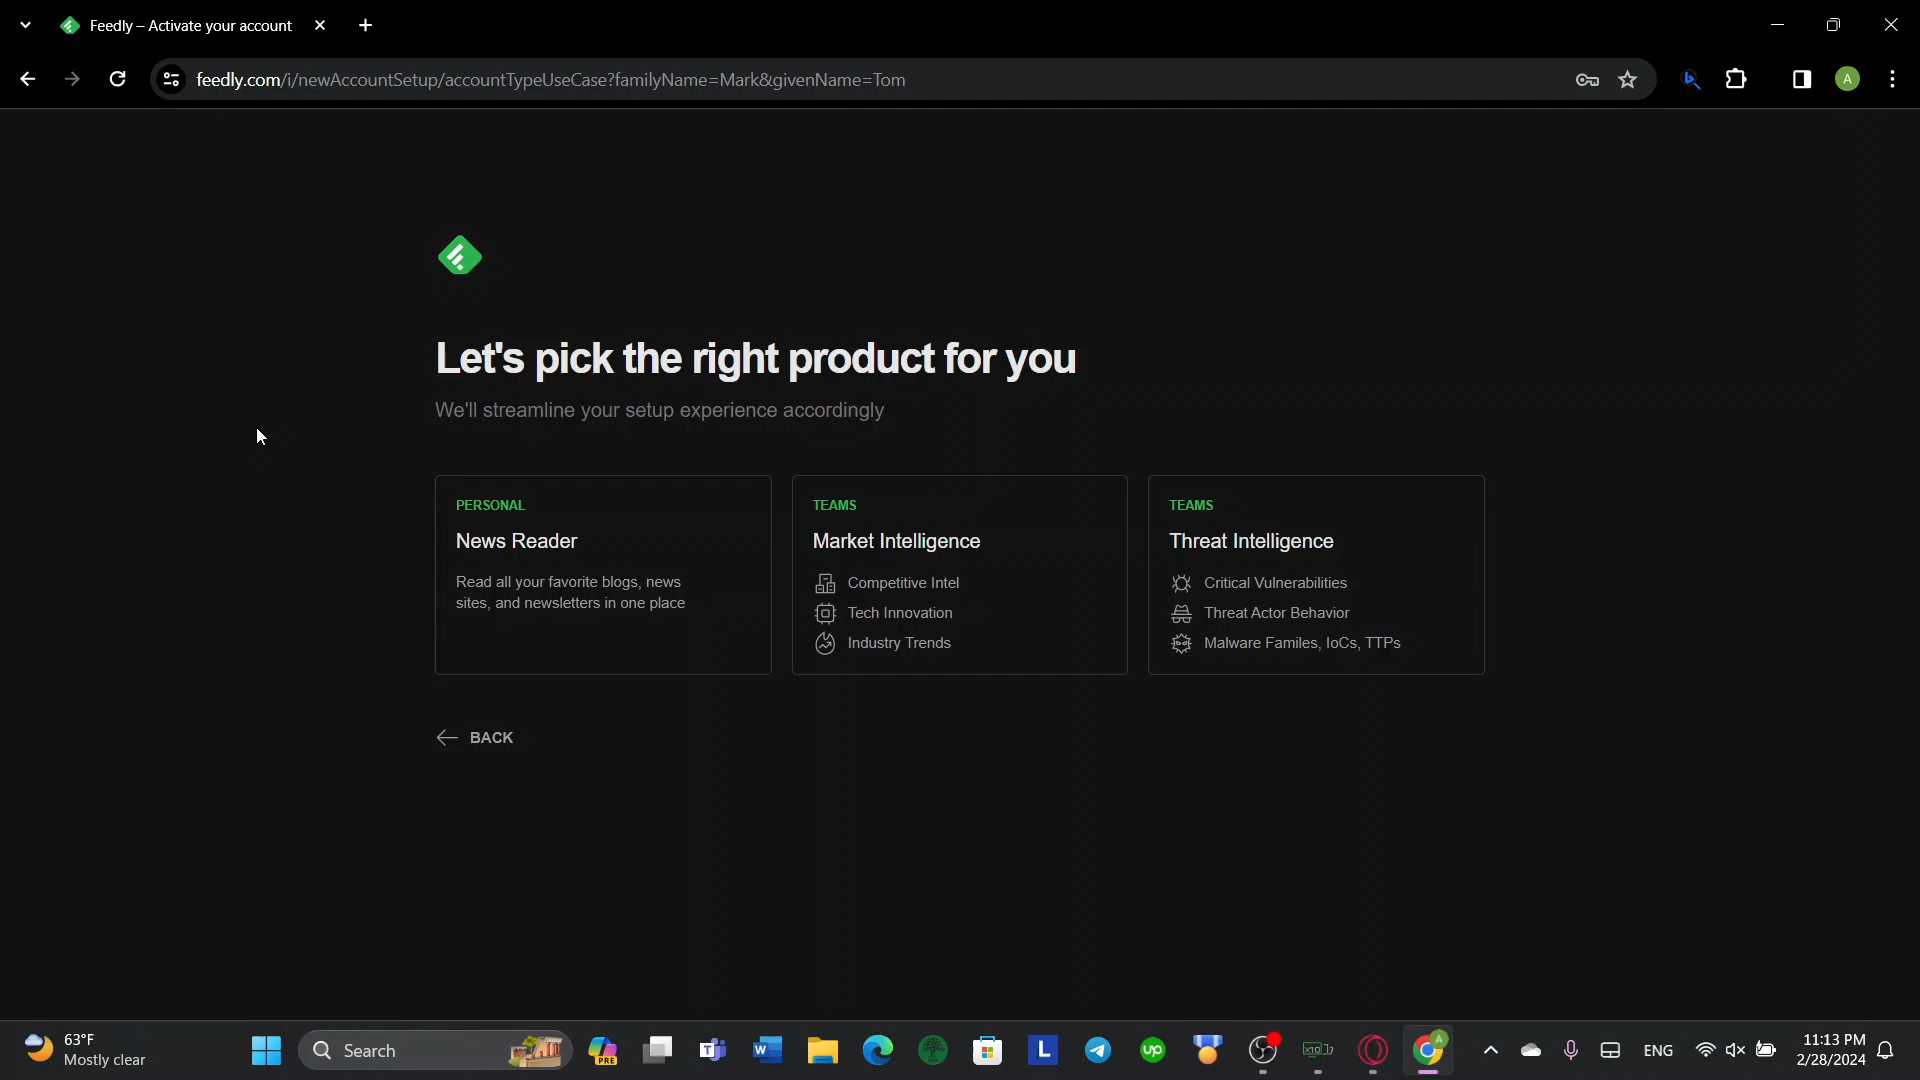 Feedly – Activate your account
feedly.com/i/newAccountSetup/accountTypeUseCase?familyName=Mark&givenName=Tom
A
Let's pick the right product for you
We'll streamline your setup experience accordingly
PERSONAL
News Reader
Read all your favorite blogs, news
sites, and newsletters in one place
TEAMS
Market Intelligence
Competitive Intel
Tech Innovation
Industry Trends
TEAMS
Threat Intelligence
Critical Vulnerabilities
Threat Actor Behavior
Malware Familes, IoCs, TTPs
BACK
63°F
Mostly clear
Search
PRE
L
up
A
ENG
11:13 PM
2/28/2024